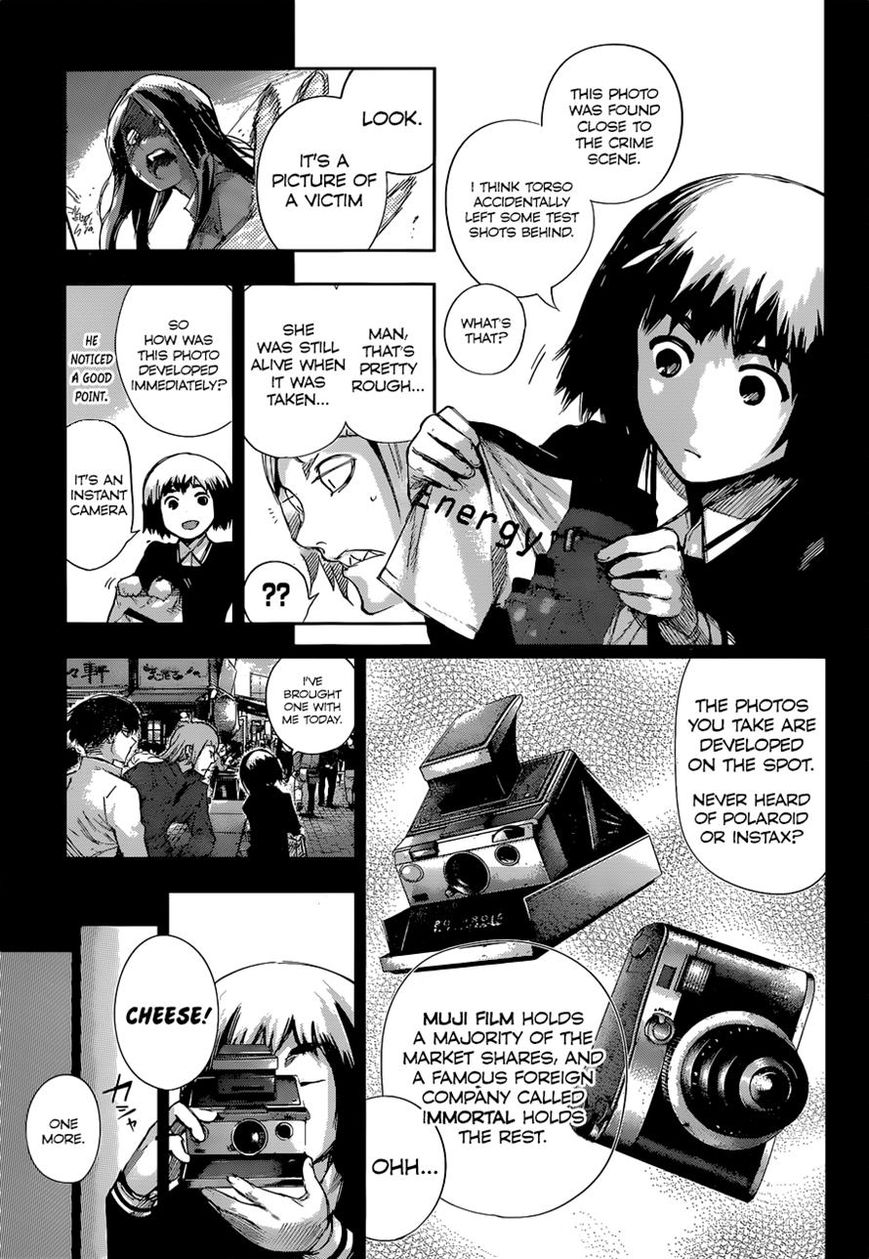 THIS PHOTO
WAS FOUND
CLOSE TO
THE CRIME
SCENE.
I THINK TORSO
ACCIDENTALLY
LEFT SOME TEST
SHOTS BEHIND.
WHAT'S
THAT?
Energy
LOOK.
IT'S A
PICTURE OF
A VICTIM
MAN,
THAT'S
PRETTY
ROUGH...
SHE
WAS STILL
ALIVE WHEN
IT WAS
TAKEN...
??
SO
HOW WAS
THIS PHOTO
DEVELOPED
IMMEDIATELY?
HE
NOTICED
A GOOD
POINT.
IT'S AN
INSTANT
CAMERA
THE PHOTOS
YOU TAKE ARE
DEVELOPED
ON THE SPOT.
NEVER HEARD
OF POLAROID
OR INSTAX?
MUJI FILM HOLDS
A MAJORITY OF THE
MARKET SHARES, AND
A FAMOUS FOREIGN
COMPANY CALLED
IMMORTAL HOLDS
THE REST.
OHH...
I'VE
BROUGHT
ONE WITH
ME TODAY.
CHEESE!
カシャ
ONE
MORE.